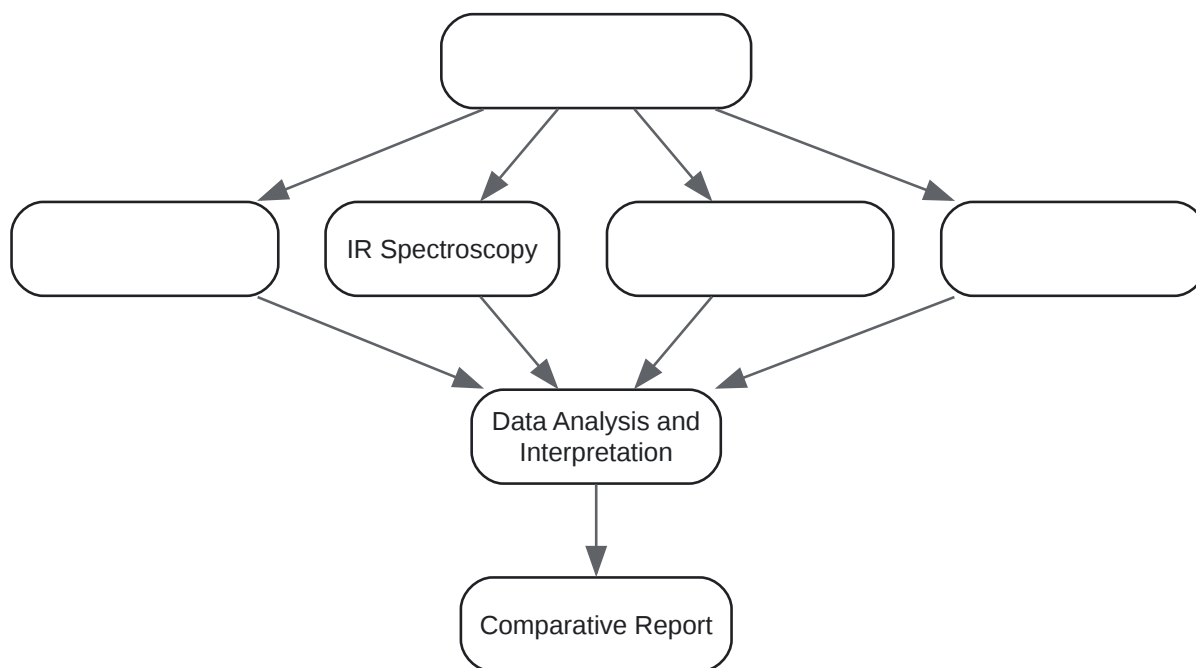 IR Spectroscopy
Data Analysis and
Interpretation
Comparative Report